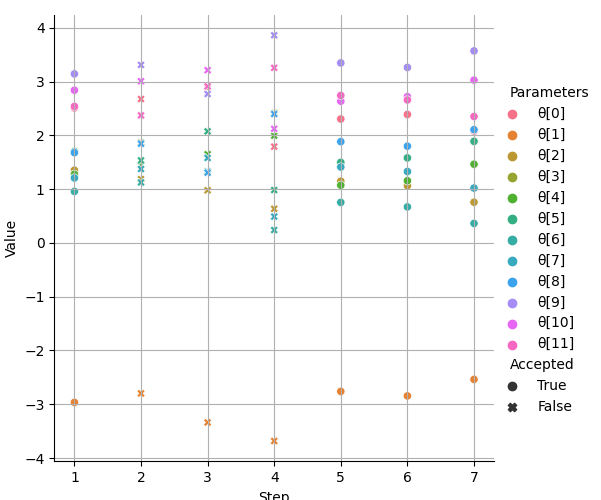 4
3
2
1
0
−1
−2
−3
−4
Value
1 2 3 4 5 6 7
Step
Parameters
θ[0]
θ[1]
θ[2]
θ[3]
θ[4]
θ[5]
θ[6]
θ[7]
θ[8]
θ[9]
θ[10]
θ[11]
Accepted
True
False